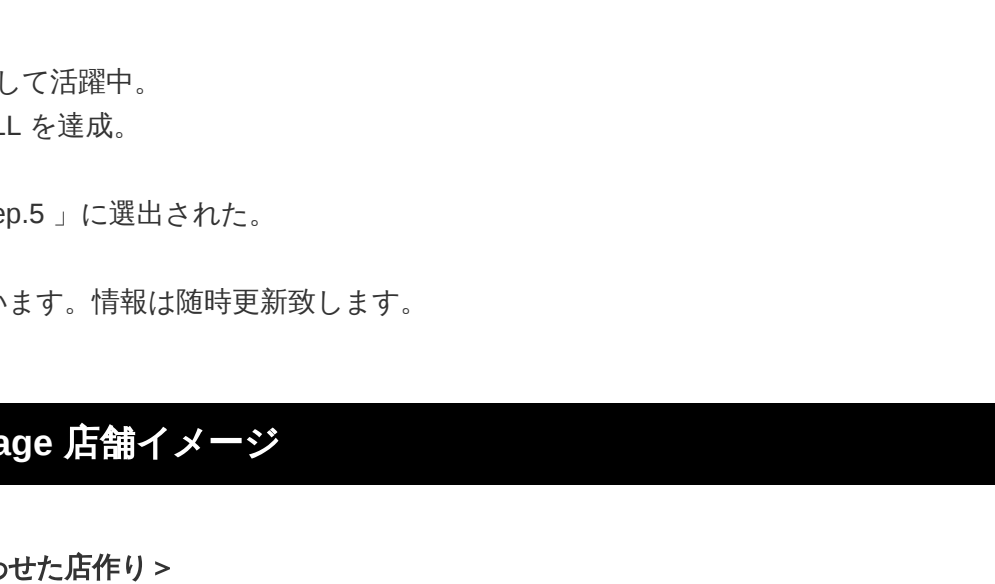 して活躍中。
LL を達成。
ep.5 」に選出された。
います。情報は随時更新致します。
age 店舗イメージ
わせた店作り＞